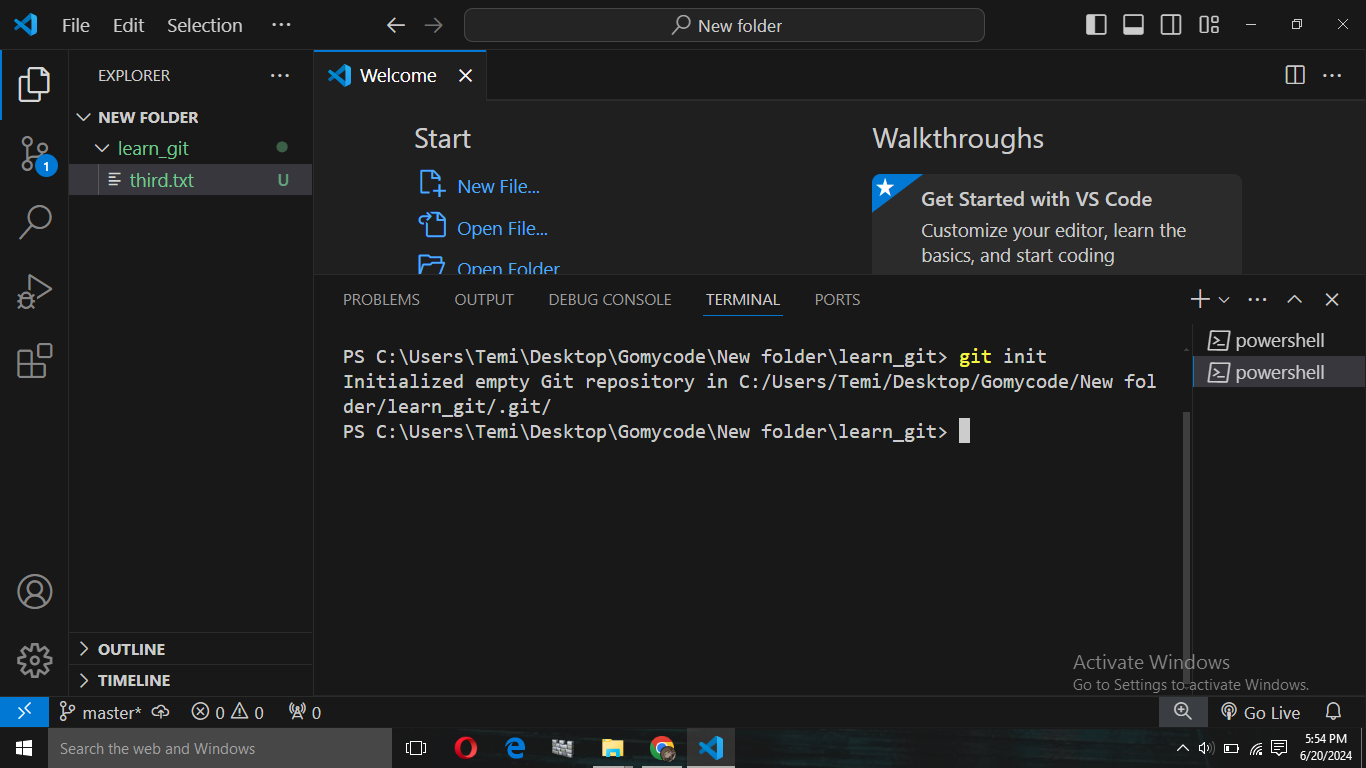 File Edit Selection ···
New folder
EXPLORER ···
Welcome
NEW FOLDER
learn_git
third.txt U
1
Start
New File...
Open File...
Open Folder
Walkthroughs
Get Started with VS Code
Customize your editor, learn the
basics, and start coding
PROBLEMS OUTPUT DEBUG CONSOLE TERMINAL PORTS
PS C:\Users\Temi\Desktop\Gomycode\New folder\learn_git> git init
Initialized empty Git repository in C:/Users/Temi/Desktop/Gomycode/New fol
der/learn_git/.git/
PS C:\Users\Temi\Desktop\Gomycode\New folder\learn_git>
powershell
powershell
OUTLINE
TIMELINE
Activate Windows
Go to Settings to activate Windows.
master* 0 0 0 Go Live
Search the web and Windows
5:54 PM
6/20/2024